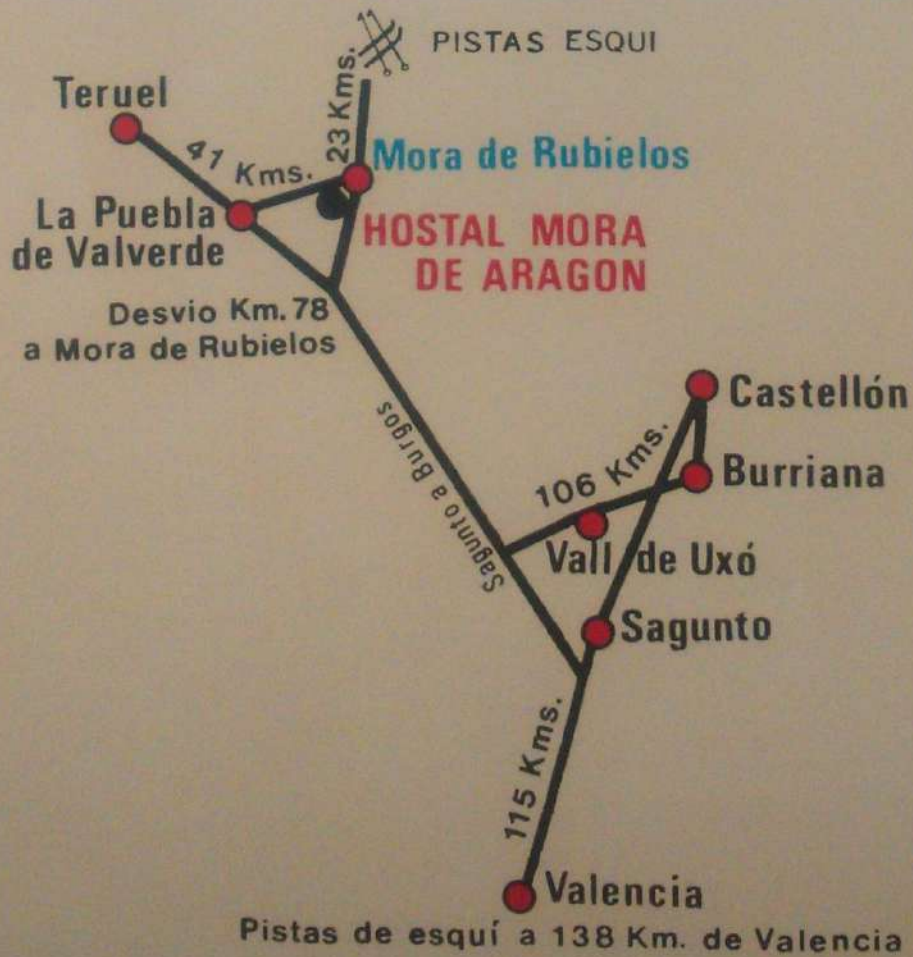 PISTAS ESQUI
23 Kms.
Teruel
41 Kms.
Mora de Rubielos
La Puebla
de Valverde
HOSTAL MORA
DE ARAGON
Desvio Km. 78
a Mora de Rubielos
Castellón
Sagunto a Burgos
106 Kms.
Burriana
Vall de Uxó
Sagunto
115 Kms.
Valencia
Pistas de esquí a 138 Km. de Valencia